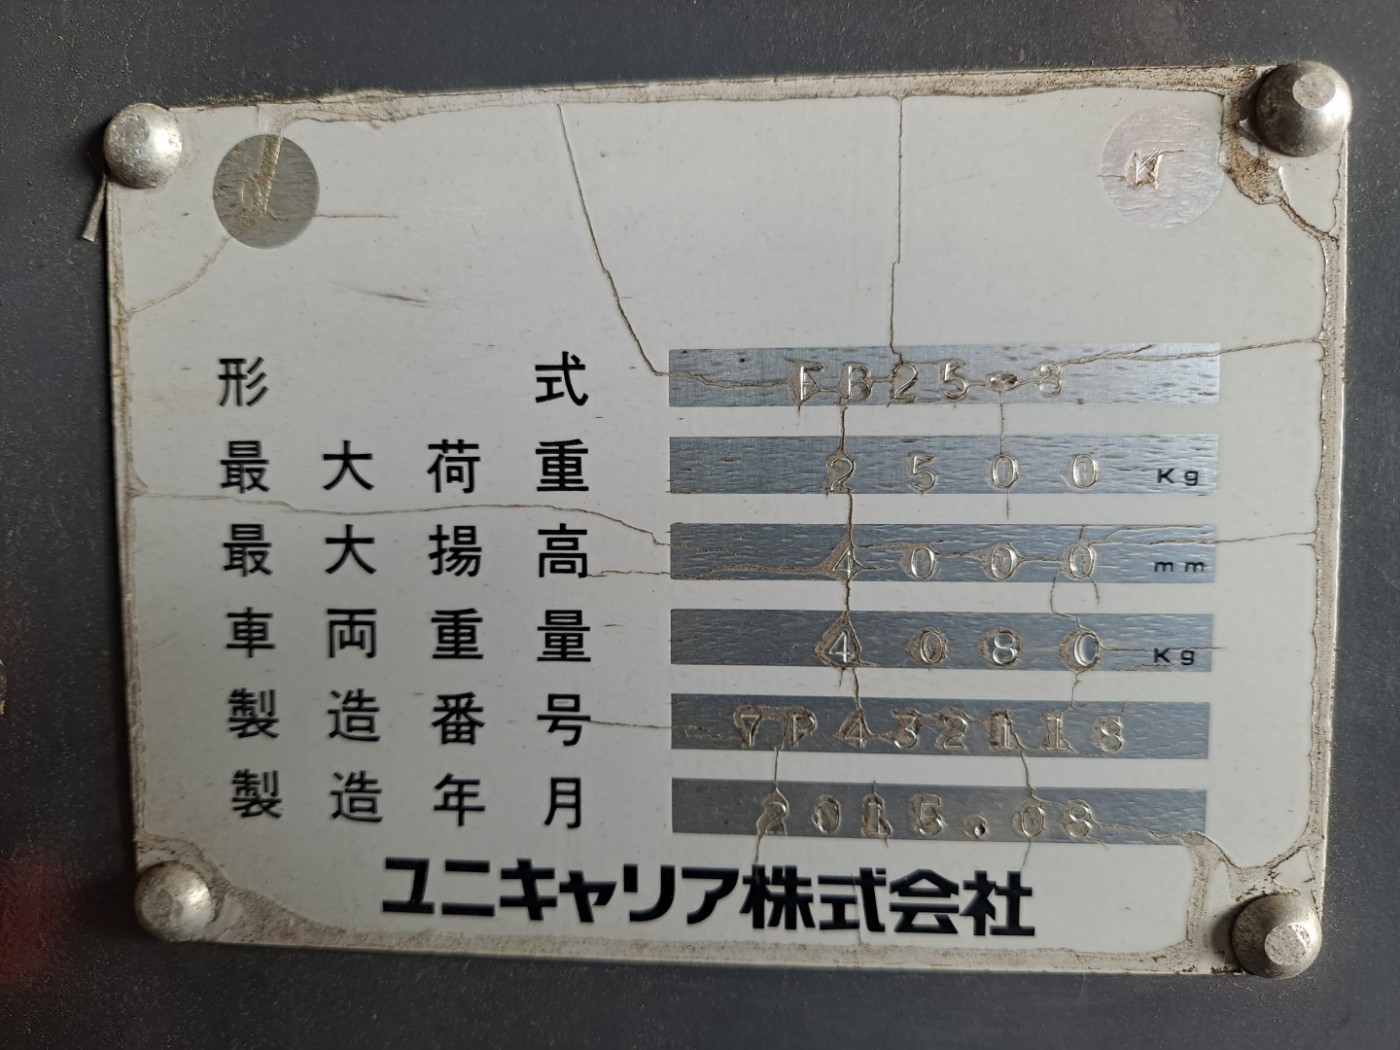 形式 FB25-8
最大荷重 2500 Kg
最大揚高 4000 mm
車両重量 4080 Kg
製造番号
製造年月 2015.08
ユニキャリア株式会社